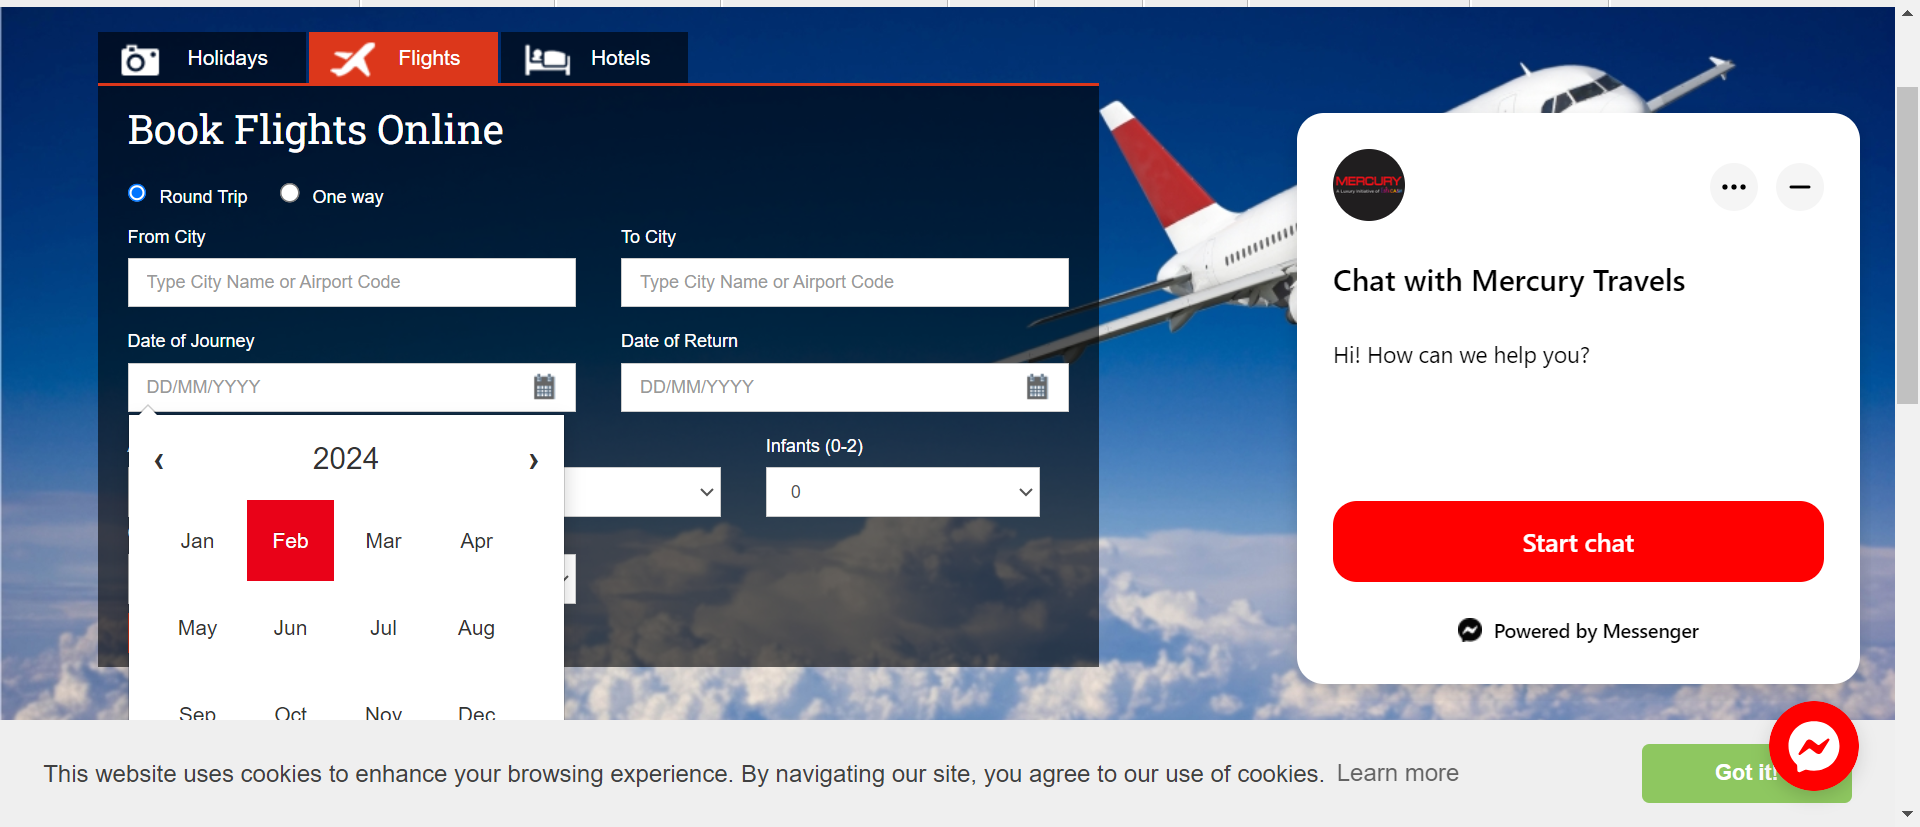 Holidays
Flights
Hotels
Book Flights Online
Round Trip
One way
From City
To City
Type City Name or Airport Code
Type City Name or Airport Code
Date of Journey
Date of Return
DD/MM/YYYY
DD/MM/YYYY
Infants (0-2)
0
2024
Jan Feb Mar Apr
May Jun Jul Aug
Sep Oct Nov Dec
MERCURY
Chat with Mercury Travels
Hi! How can we help you?
Start chat
Powered by Messenger
This website uses cookies to enhance your browsing experience. By navigating our site, you agree to our use of cookies. Learn more
Got it!